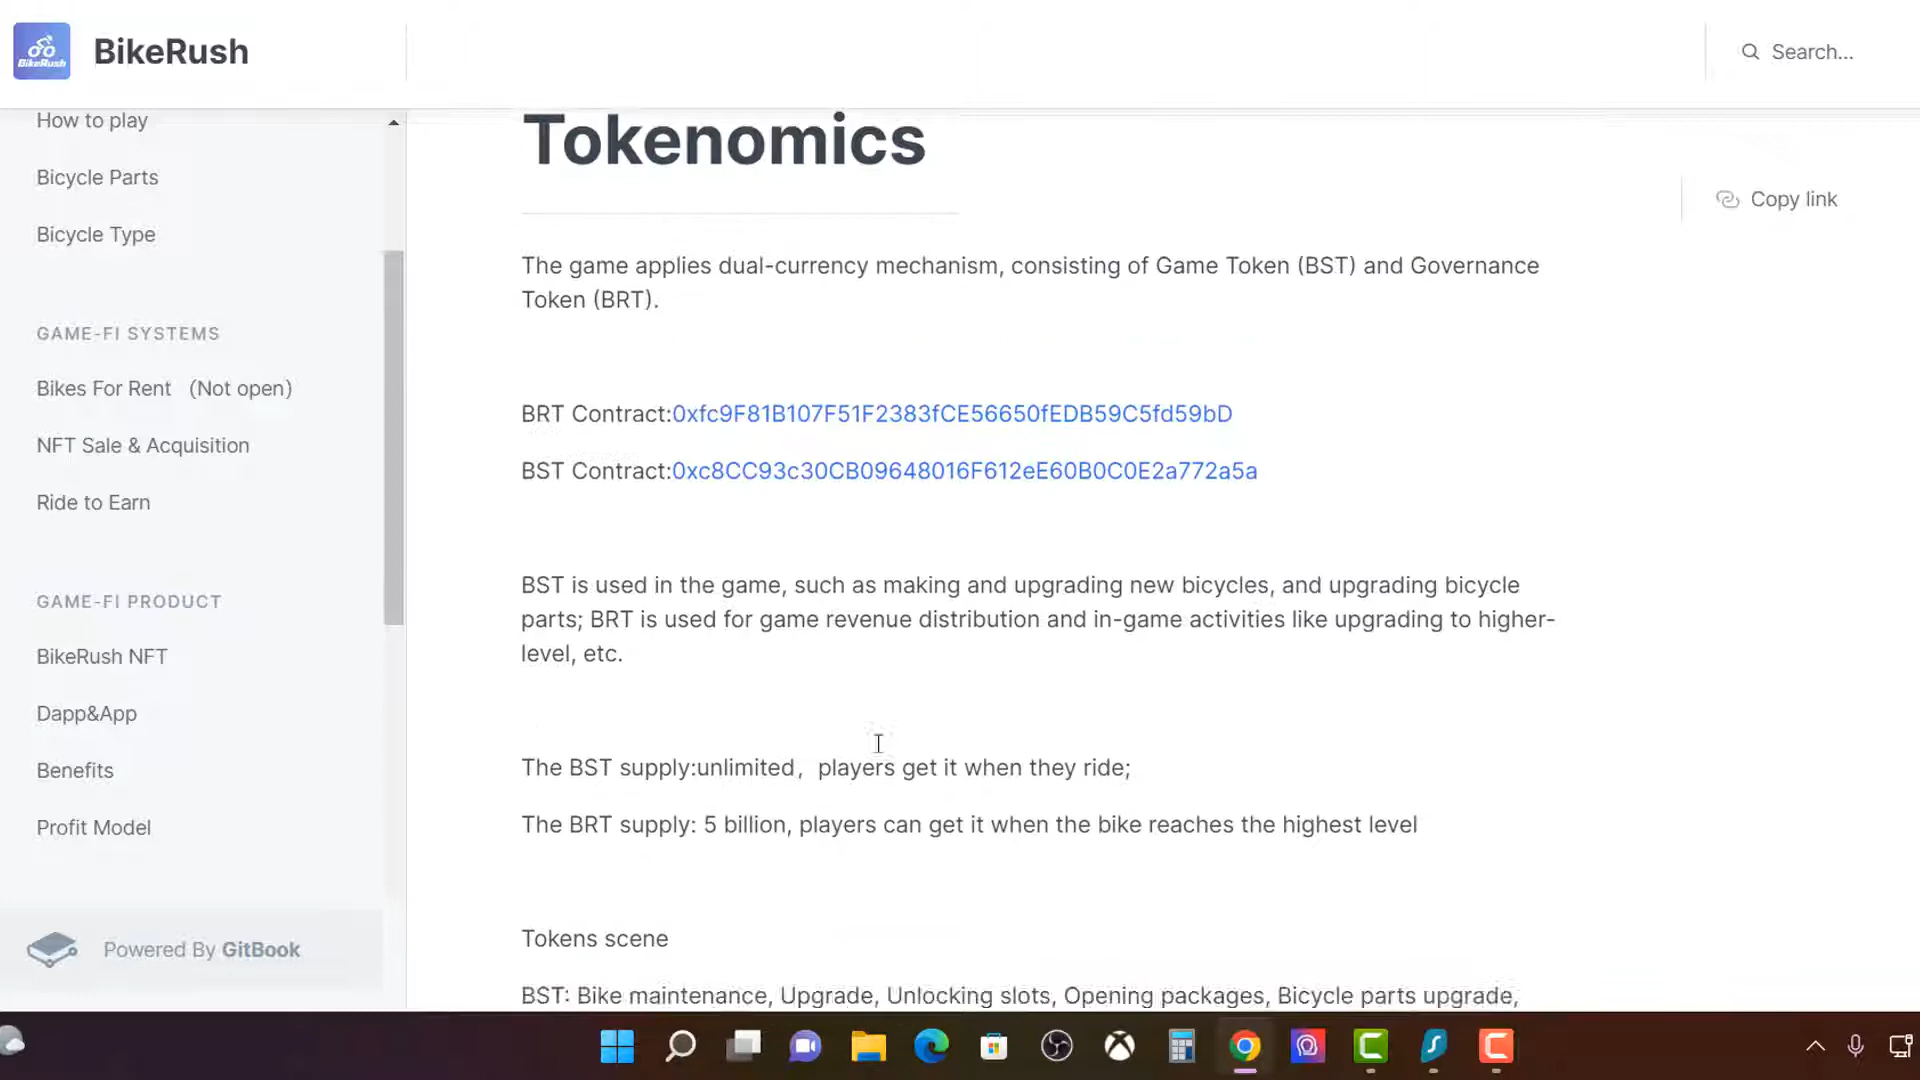 BikeRush
BikeRush
Search...
How to play
Bicycle Parts
Bicycle Type
GAME-FI SYSTEMS
Bikes For Rent (Not open)
NFT Sale & Acquisition
Ride to Earn
GAME-FI PRODUCT
BikeRush NFT
Dapp&App
Benefits
Profit Model
Powered By GitBook
Tokenomics
Copy link
The game applies dual-currency mechanism, consisting of Game Token (BST) and Governance
Token (BRT).
BRT Contract:0xfc9F81B107F51F2383fCE56650fEDB59C5fd59bD
BST Contract:0xc8CC93c30CB09648016F612eE60B0C0E2a772a5a
BST is used in the game, such as making and upgrading new bicycles, and upgrading bicycle
parts; BRT is used for game revenue distribution and in-game activities like upgrading to higher-
level, etc.
The BST supply:unlimited，players get it when they ride;
The BRT supply: 5 billion, players can get it when the bike reaches the highest level
Tokens scene
BST: Bike maintenance, Upgrade, Unlocking slots, Opening packages, Bicycle parts upgrade,